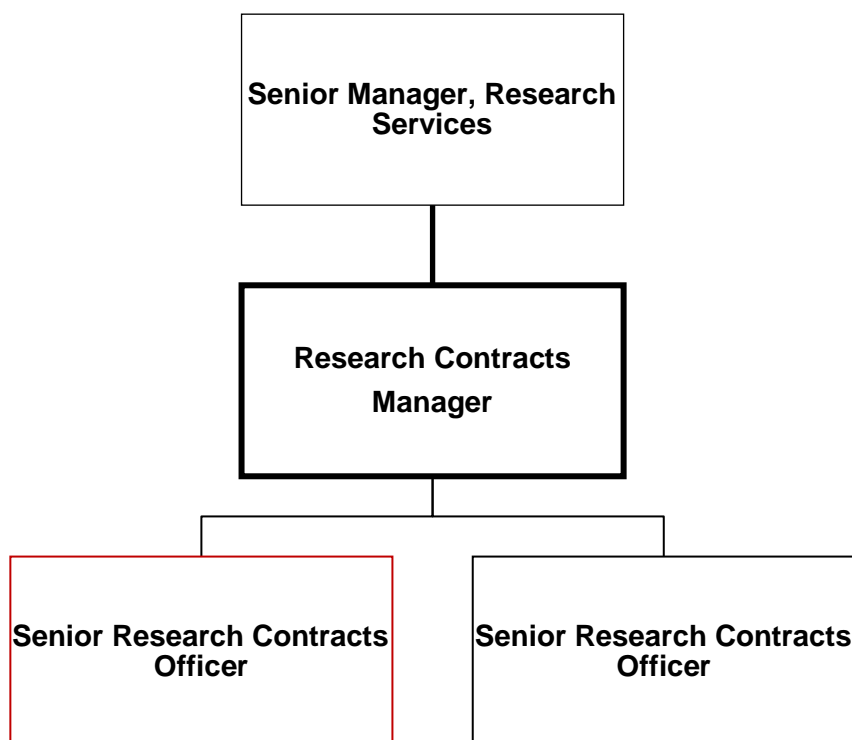 Senior Manager, Research
Services
Research Contracts
Manager
Senior Research Contracts
Officer
Senior Research Contracts
Officer